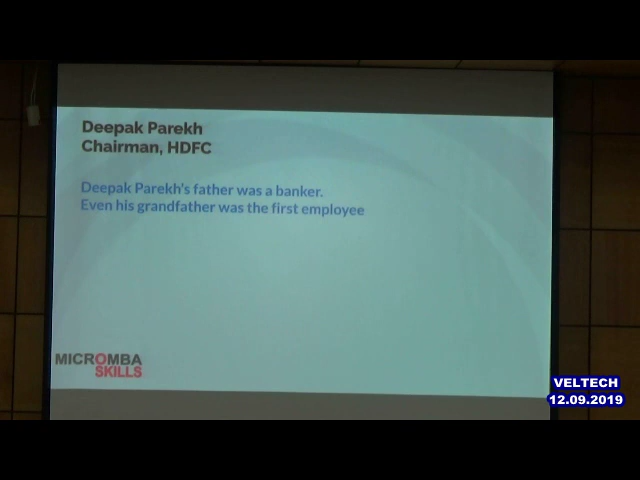 Deepak Parekh
Chairman, HDFC
Deepak Parekh's father was a banker.
Even his grandfather was the first employee
MICROMBA
SKILLS
VELTECH
12.09.2019